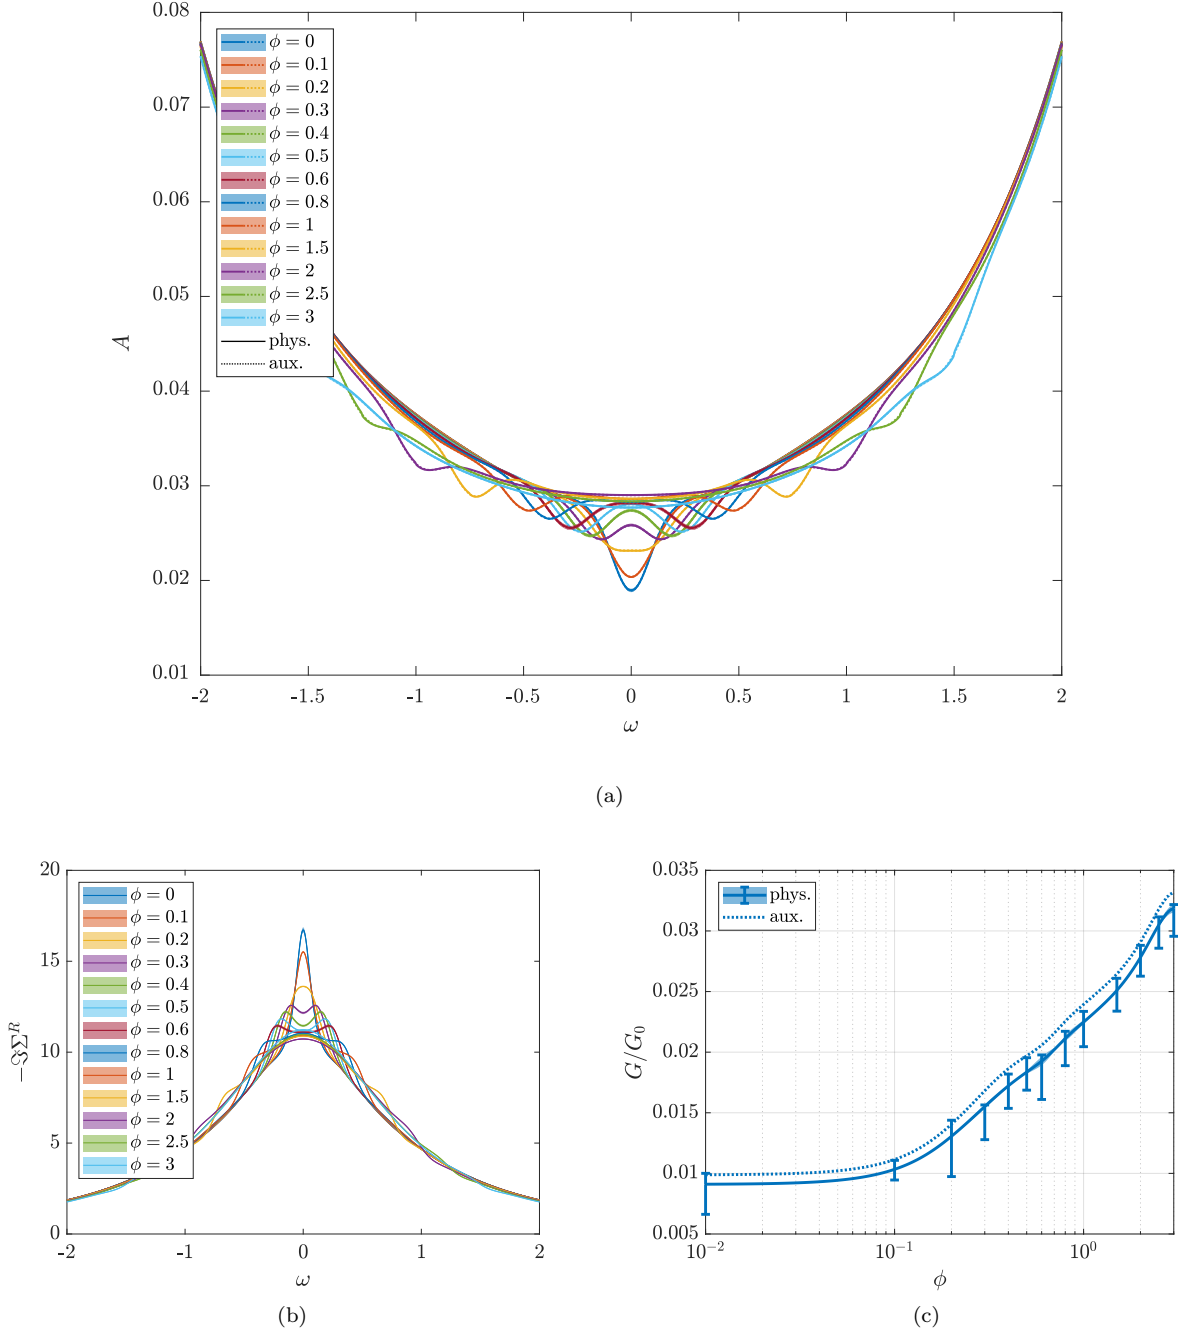 0.08
0.07
0.06
0.05
0.04
0.03
0.02
0.01
A
ϕ = 0
ϕ = 0.1
ϕ = 0.2
ϕ = 0.3
ϕ = 0.4
ϕ = 0.5
ϕ = 0.6
ϕ = 0.8
ϕ = 1
ϕ = 1.5
ϕ = 2
ϕ = 2.5
ϕ = 3
phys.
aux.
-2 -1.5 -1 -0.5 0 0.5 1 1.5 2
ω
(a)
20
15
10
5
0
−ℑΣ^R
ϕ = 0
ϕ = 0.1
ϕ = 0.2
ϕ = 0.3
ϕ = 0.4
ϕ = 0.5
ϕ = 0.6
ϕ = 0.8
ϕ = 1
ϕ = 1.5
ϕ = 2
ϕ = 2.5
ϕ = 3
-2 -1 0 1 2
ω
(b)
0.035
0.03
0.025
0.02
0.015
0.01
0.005
G/G₀
phys.
aux.
10⁻² 10⁻¹ 10⁰
ϕ
(c)